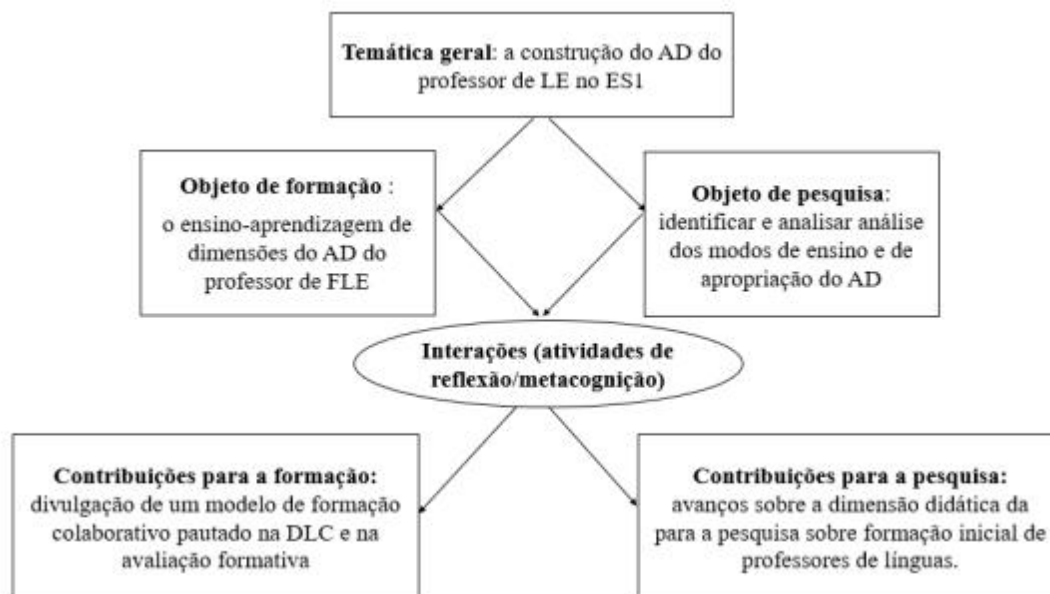 Temática geral: a construção do AD do
professor de LE no ES1
Objeto de formação :
o ensino-aprendizagem de
dimensões do AD do
professor de FLE
Objeto de pesquisa:
identificar e analisar análise
dos modos de ensino e de
apropriação do AD
Interações (atividades de
reflexão/metacognição)
Contribuições para a formação:
divulgação de um modelo de formação
colaborativo pautado na DLC e na
avaliação formativa
Contribuições para a pesquisa:
avanços sobre a dimensão didática da
para a pesquisa sobre formação inicial de
professores de línguas.